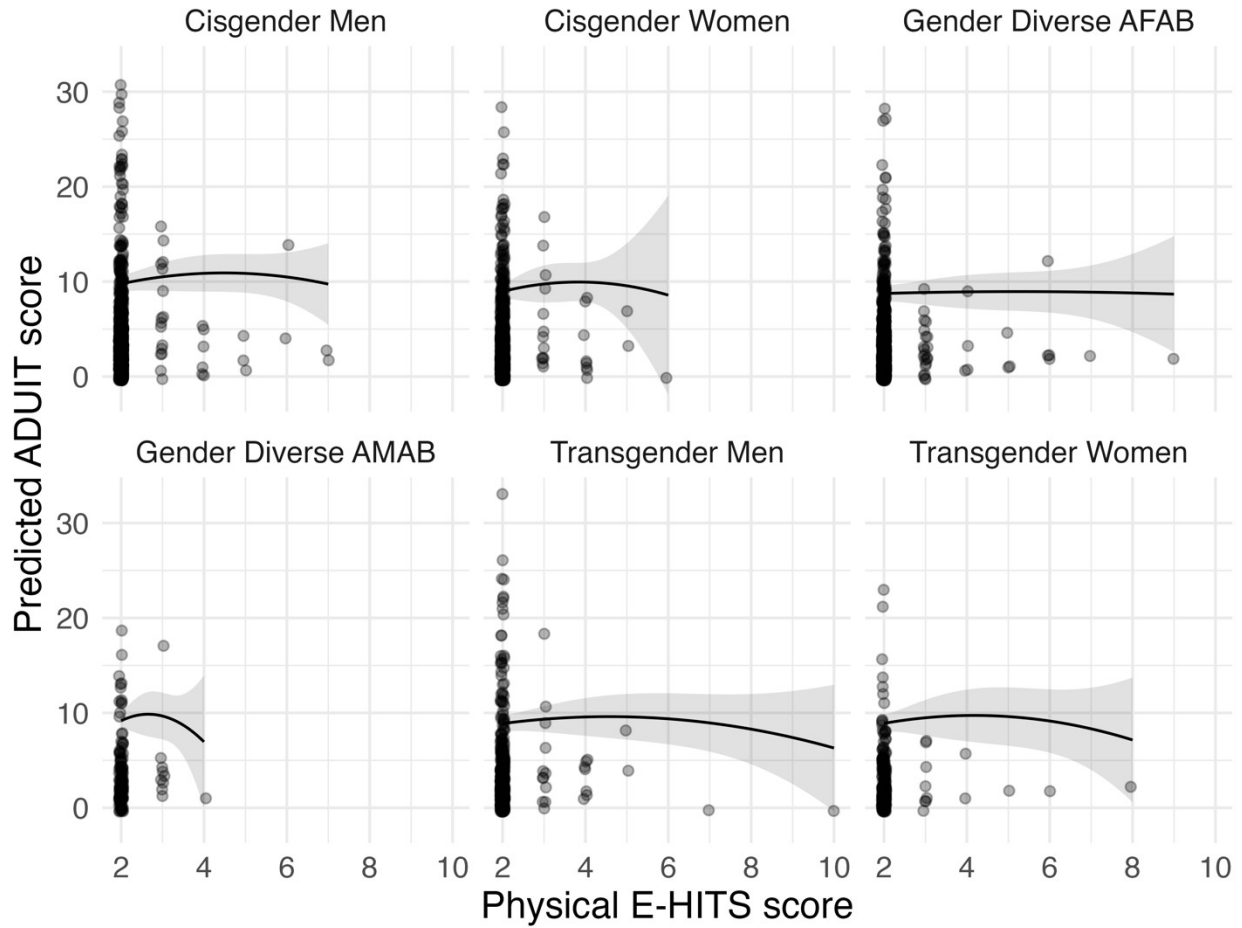 Cisgender Men
Cisgender Women
Gender Diverse AFAB
30
20
10
0
Gender Diverse AMAB
Transgender Men
Transgender Women
30
20
10
0
2 4 6 8 10
2 4 6 8 10
2 4 6 8 10
Physical E-HITS score
Predicted ADUIT score